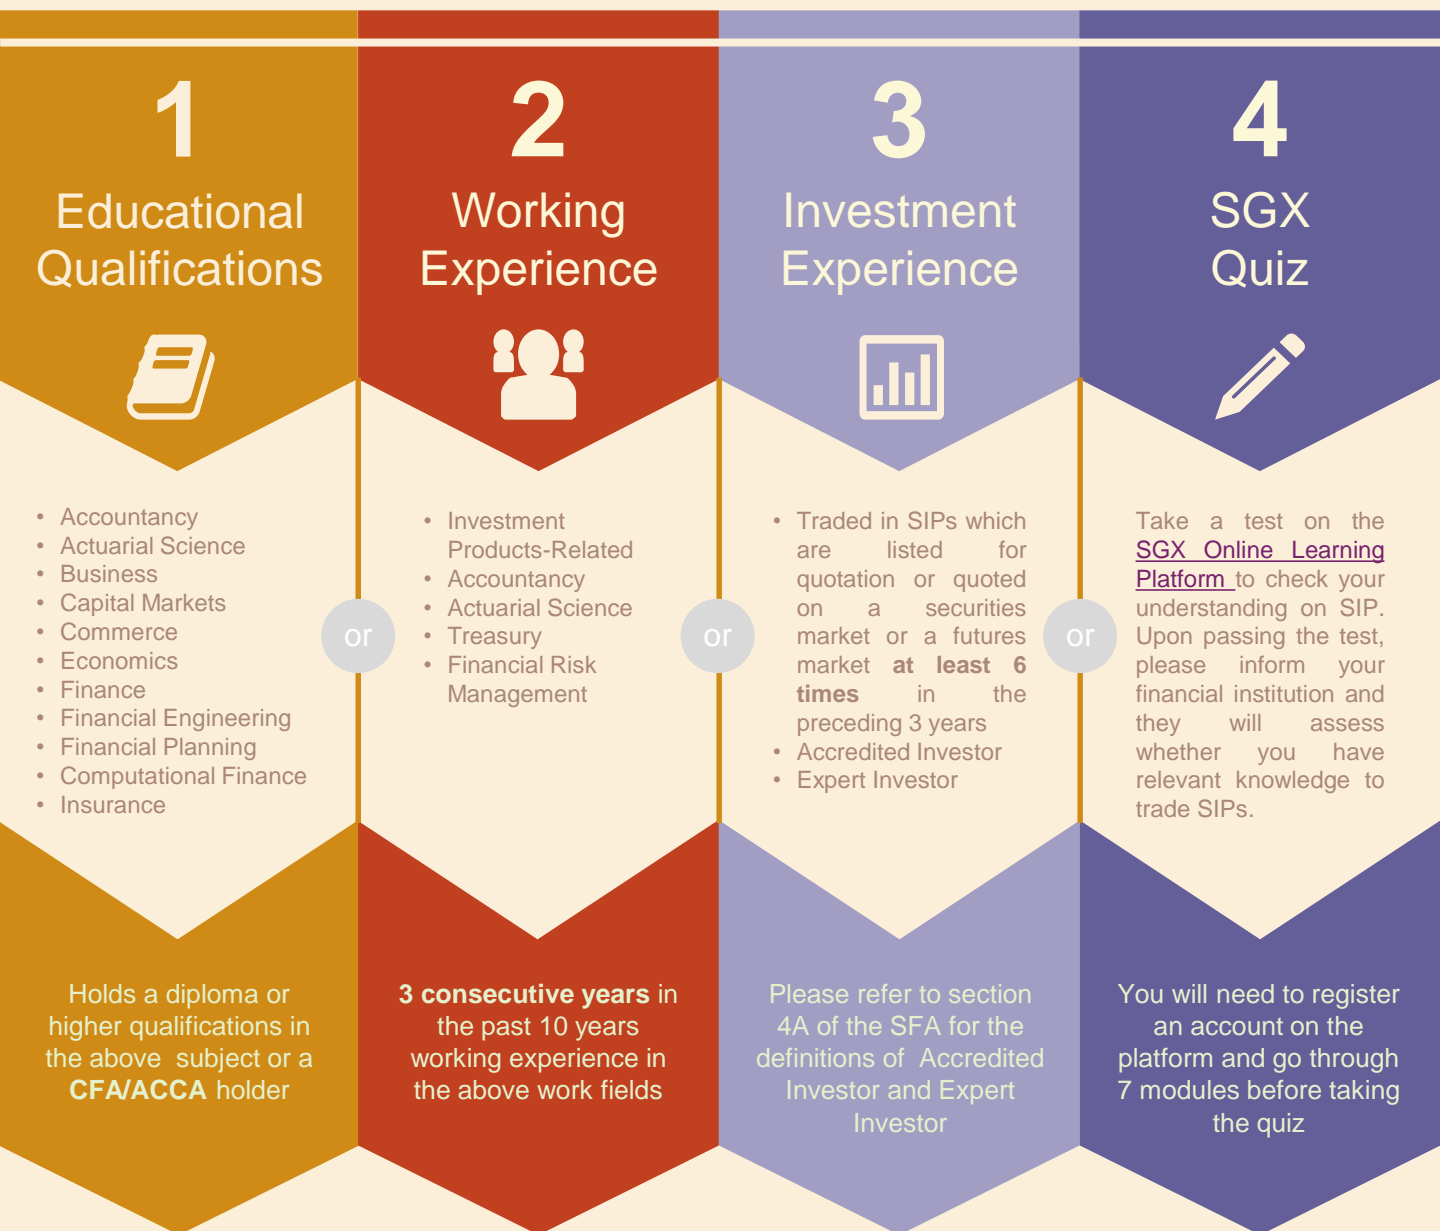 1
Educational
Qualifications
• Accountancy
• Actuarial Science
• Business
• Capital Markets
• Commerce
• Economics
• Finance
• Financial Engineering
• Financial Planning
• Computational Finance
• Insurance
Holds a diploma or
higher qualifications in
the above subject or a
CFA/ACCA holder
or
2
Working
Experience
• Investment
Products-Related
• Accountancy
• Actuarial Science
• Treasury
• Financial Risk
Management
3 consecutive years in
the past 10 years
working experience in
the above work fields
or
3
Investment
Experience
• Traded in SIPs which
are listed for
quotation or quoted
on a securities
market or a futures
market at least 6
times in the
preceding 3 years
• Accredited Investor
• Expert Investor
Please refer to section
4A of the SFA for the
definitions of Accredited
Investor and Expert
Investor
or
4
SGX
Quiz
Take a test on the
SGX Online Learning
Platform to check your
understanding on SIP.
Upon passing the test,
please inform your
financial institution and
they will assess
whether you have
relevant knowledge to
trade SIPs.
You will need to register
an account on the
platform and go through
7 modules before taking
the quiz